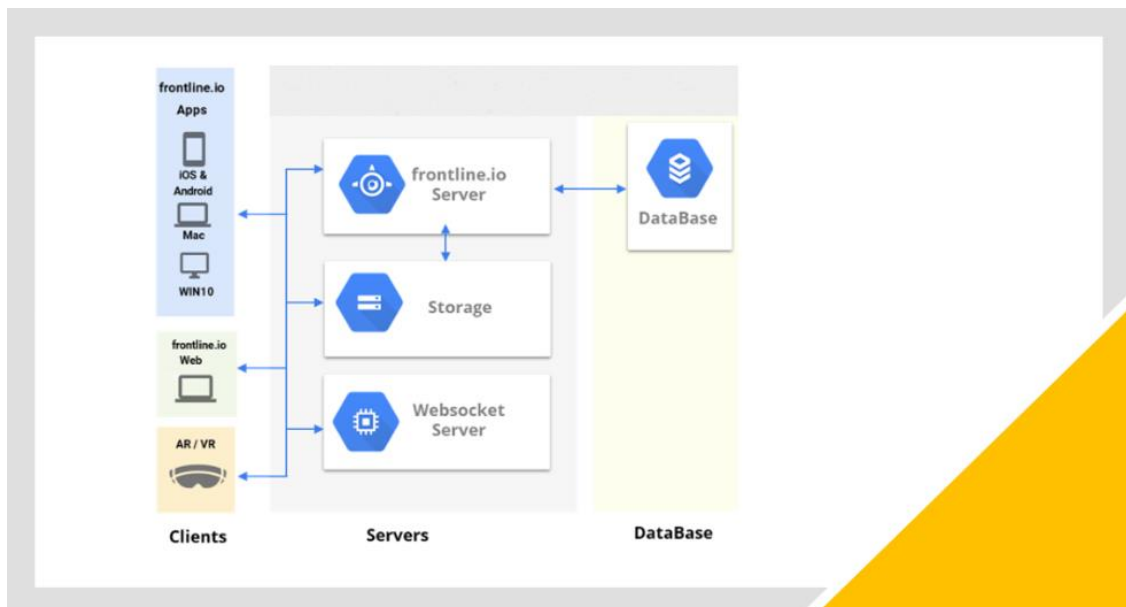 frontline.io
Apps
iOS &
Android
Mac
WIN10
frontline.io
Web
AR / VR
Clients
frontline.io
Server
Storage
Websocket
Server
Servers
DataBase
DataBase